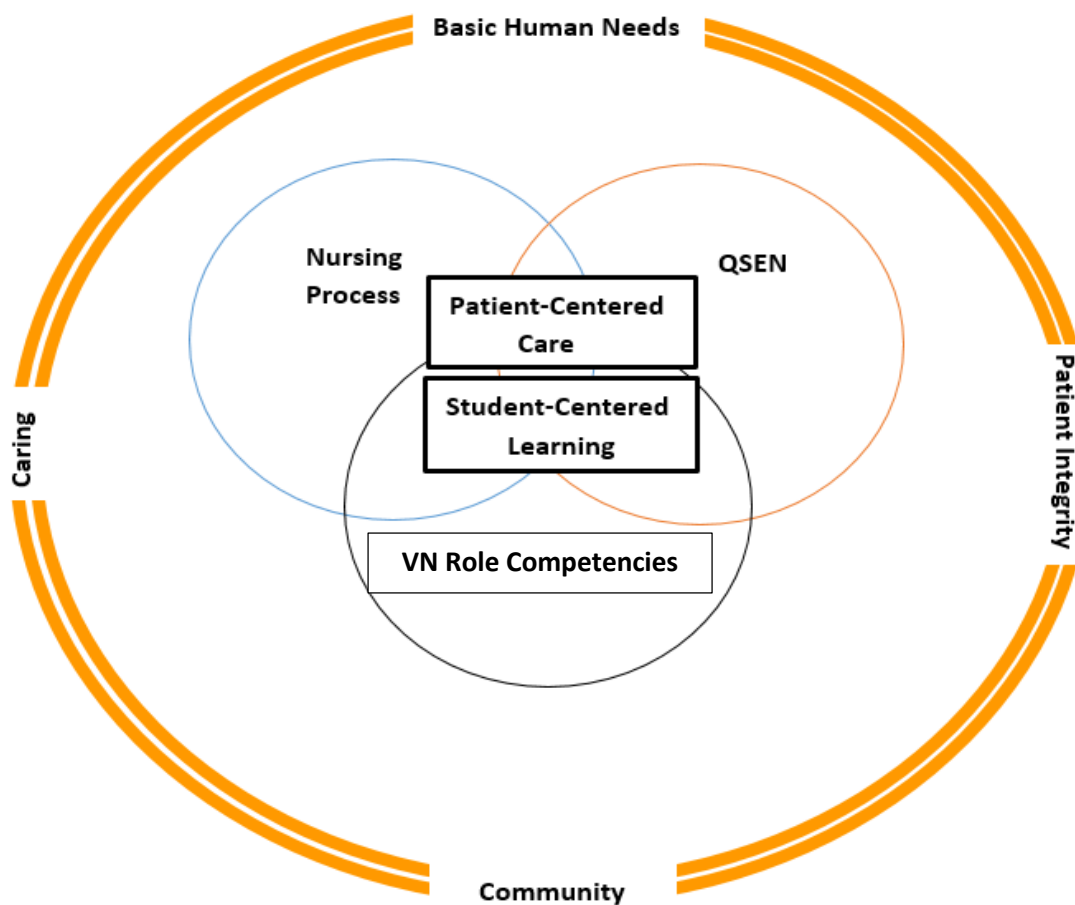 Basic Human Needs
Nursing
Process
QSEN
Patient-Centered
Care
Student-Centered
Learning
Caring
Patient Integrity
VN Role Competencies
Community